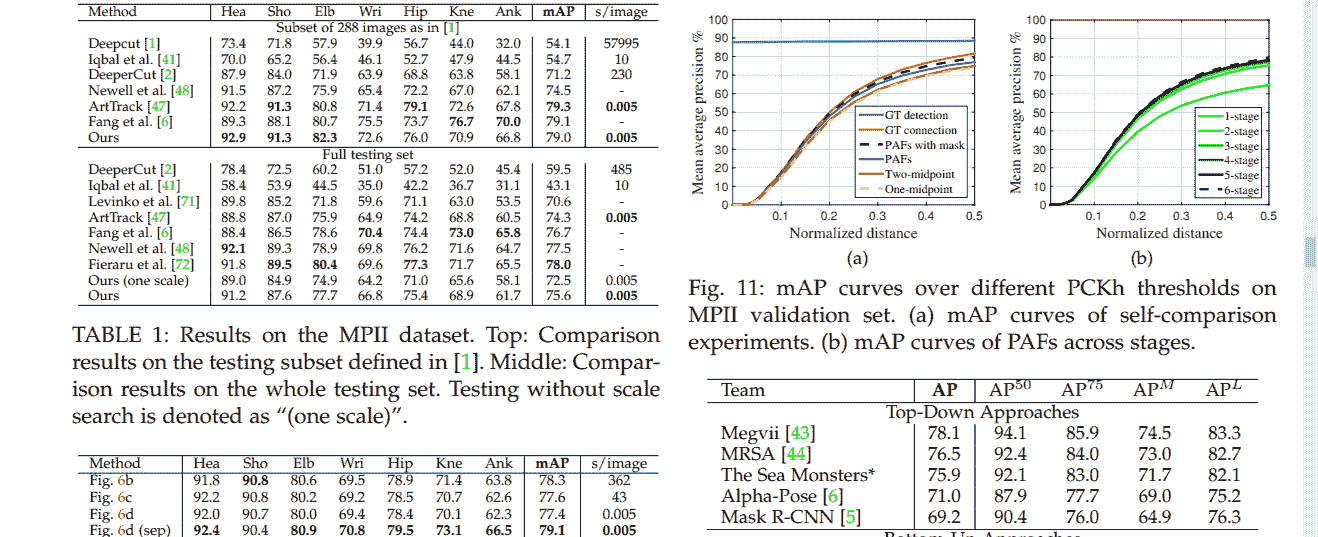 Method Hea Sho Elb Wri Hip Kne Ank mAP s/image
Subset of 288 images as in [1]
Deepcut [1] 73.4 71.8 57.9 39.9 56.7 44.0 32.0 54.1 57995
Iqbal et al. [41] 70.0 65.2 56.4 46.1 52.7 47.9 44.5 54.7 10
DeeperCut [2] 87.9 84.0 71.9 63.9 68.8 63.8 58.1 71.2 230
Newell et al. [48] 91.5 87.2 75.9 65.4 72.2 67.0 62.1 74.5 -
ArtTrack [47] 92.2 91.3 80.8 71.4 79.1 72.6 67.8 79.3 0.005
Fang et al. [6] 89.3 88.1 80.7 75.5 73.7 76.7 70.0 79.1 -
Ours 92.9 91.3 82.3 72.6 76.0 70.9 66.8 79.0 0.005
Full testing set
DeeperCut [2] 78.4 72.5 60.2 51.0 57.2 52.0 45.4 59.5 485
Iqbal et al. [41] 58.4 53.9 44.5 35.0 42.2 36.7 31.1 43.1 10
Levinko et al. [71] 89.8 85.2 71.8 59.6 71.1 63.0 53.5 70.6 -
ArtTrack [47] 88.8 87.0 75.9 64.9 74.2 68.8 60.5 74.3 0.005
Fang et al. [6] 88.4 86.5 78.6 70.4 74.4 73.0 65.8 76.7 -
Newell et al. [48] 92.1 89.3 78.9 69.8 76.2 71.6 64.7 77.5 -
Fieraru et al. [72] 91.8 89.5 80.4 69.6 77.3 71.7 65.5 78.0 -
Ours (one scale) 89.0 84.9 74.9 64.2 71.0 65.6 58.1 72.5 0.005
Ours 91.2 87.6 77.7 66.8 75.4 68.9 61.7 75.6 0.005
TABLE 1: Results on the MPII dataset. Top: Comparison
results on the testing subset defined in [1]. Middle: Compar-
ison results on the whole testing set. Testing without scale
search is denoted as “(one scale)”.
Method Hea Sho Elb Wri Hip Kne Ank mAP s/image
Fig. 6b 91.8 90.8 80.6 69.5 78.9 71.4 63.8 78.3 362
Fig. 6c 92.2 90.8 80.2 69.2 78.5 70.7 62.6 77.6 43
Fig. 6d 92.0 90.7 80.0 69.4 78.4 70.1 62.3 77.4 0.005
Fig. 6d (sep) 92.4 90.4 80.9 70.8 79.5 73.1 66.5 79.1 0.005
Mean average precision %
100
90
80
70
60
50
40
30
20
10
0
GT detection
GT connection
PAFs with mask
PAFs
Two-midpoint
One-midpoint
0.1 0.2 0.3 0.4 0.5
Normalized distance
(a)
Mean average precision %
100
90
80
70
60
50
40
30
20
10
0
1-stage
2-stage
3-stage
4-stage
5-stage
6-stage
0.1 0.2 0.3 0.4 0.5
Normalized distance
(b)
Fig. 11: mAP curves over different PCKh thresholds on
MPII validation set. (a) mAP curves of self-comparison
experiments. (b) mAP curves of PAFs across stages.
Team AP AP50 AP75 APM APL
Top-Down Approaches
Megvii [43] 78.1 94.1 85.9 74.5 83.3
MRSA [44] 76.5 92.4 84.0 73.0 82.7
The Sea Monsters* 75.9 92.1 83.0 71.7 82.1
Alpha-Pose [6] 71.0 87.9 77.7 69.0 75.2
Mask R-CNN [5] 69.2 90.4 76.0 64.9 76.3
Bottom-Up Approaches